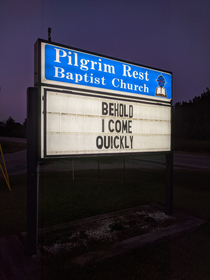 Pilgrim Rest
Baptist Church
BEHOLD
I COME
QUICKLY